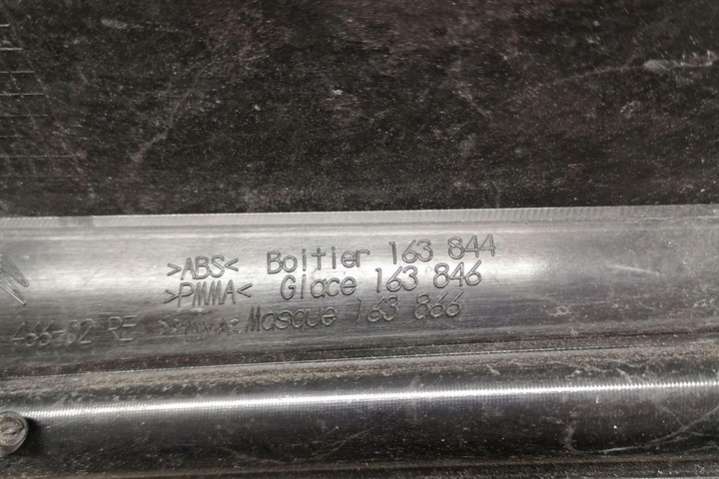 >ABS< Boitier 163 844
>PMMA< Glace 163 846
Masque 163 866